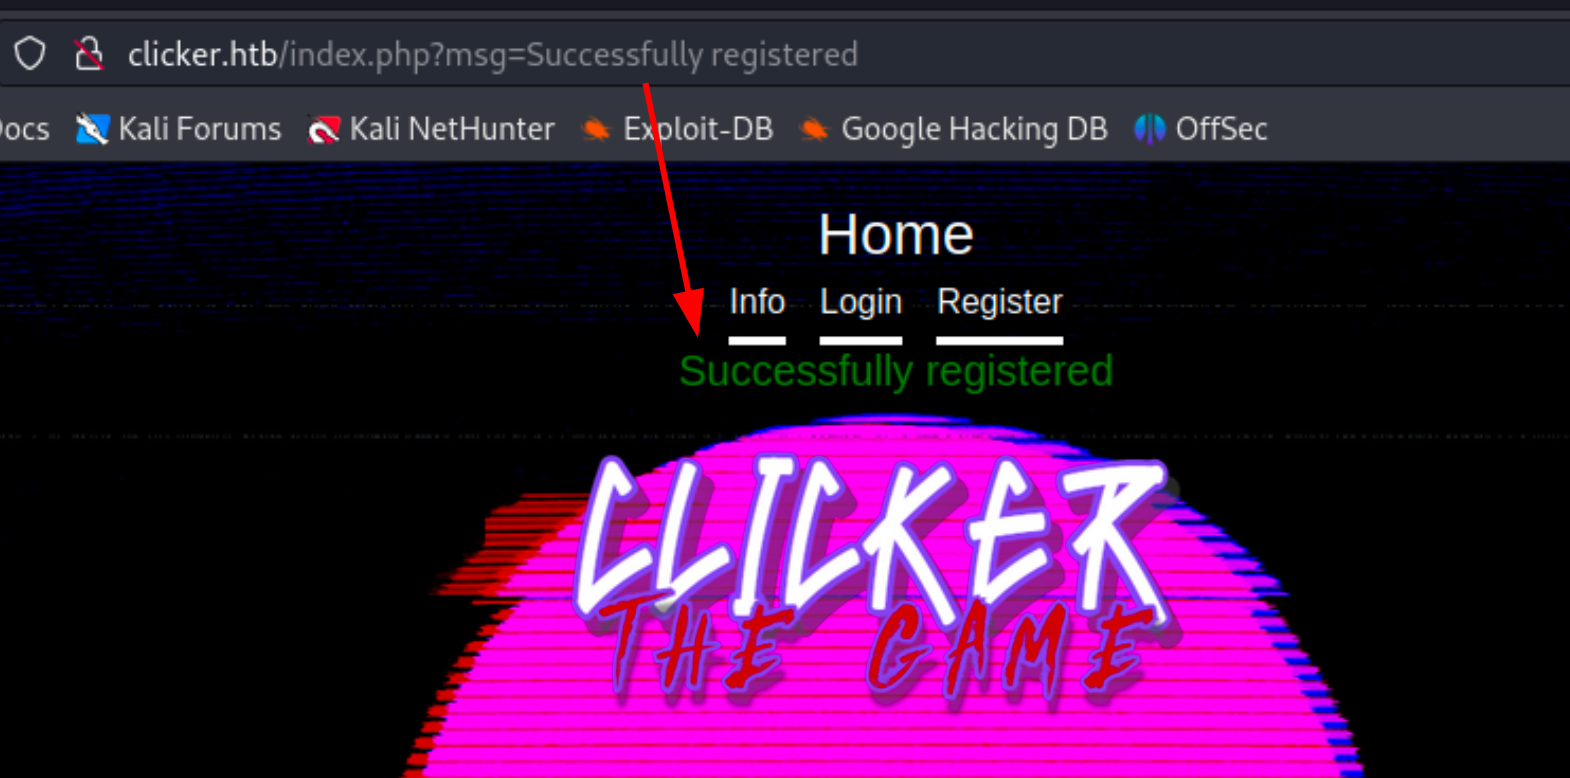 clicker.htb/index.php?msg=Successfully registered
ocs Kali Forums Kali NetHunter Exploit-DB Google Hacking DB OffSec
Home
Info Login Register
Successfully registered
CLICKER
THE GAME